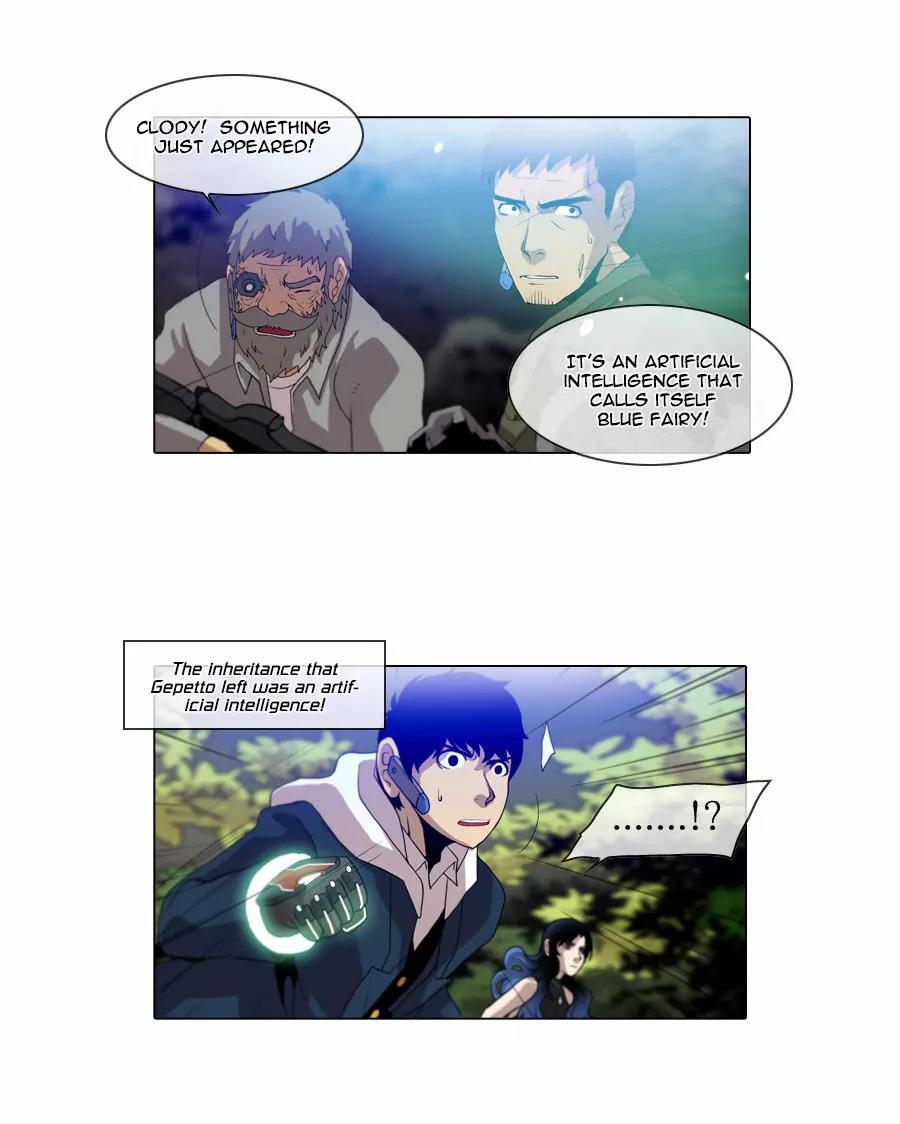 CLODY! SOMETHING
JUST APPEARED!
IT'S AN ARTIFICIAL
INTELLIGENCE THAT
CALLS ITSELF
BLUE FAIRY!
The inheritance that
Gepetto left was an artif-
icial intelligence!
.......!?